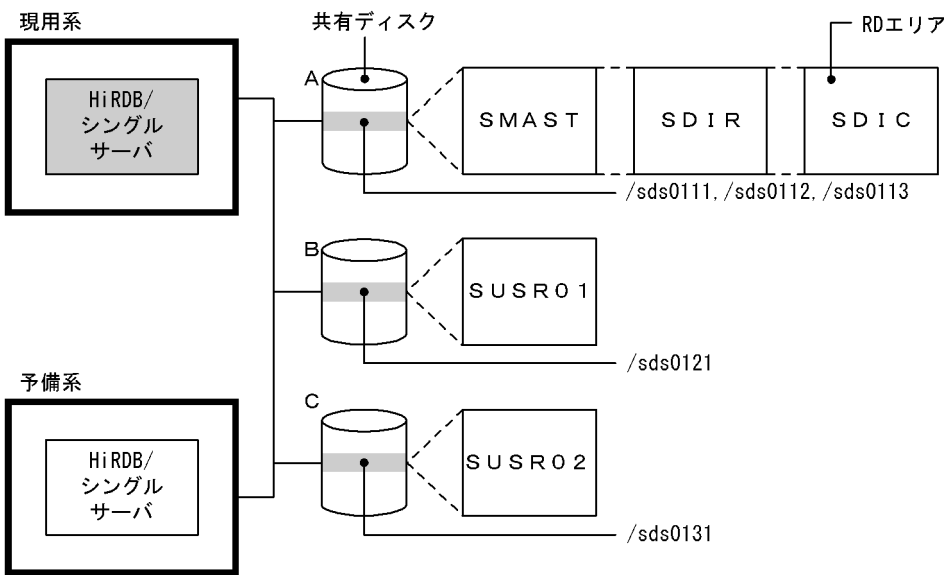 現用系
共有ディスク
RDエリア
HiRDB/
シングル
サーバ
A
SMAST
SDIR
SDIC
/sds0111, /sds0112, /sds0113
B
SUSR01
/sds0121
予備系
HiRDB/
シングル
サーバ
C
SUSR02
/sds0131